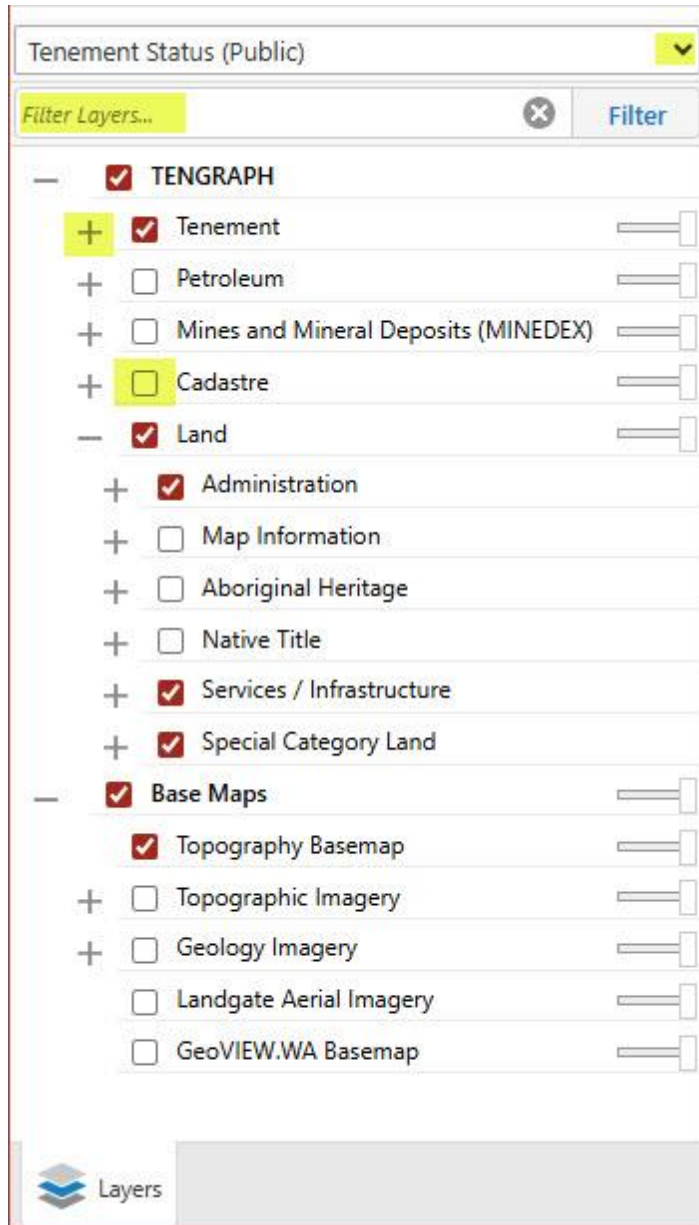 Tenement Status (Public)
Filter Layers... Filter
TENGRAPH
Tenement
Petroleum
Mines and Mineral Deposits (MINEDEX)
Cadastre
Land
Administration
Map Information
Aboriginal Heritage
Native Title
Services / Infrastructure
Special Category Land
Base Maps
Topography Basemap
Topographic Imagery
Geology Imagery
Landgate Aerial Imagery
GeoVIEW.WA Basemap
Layers